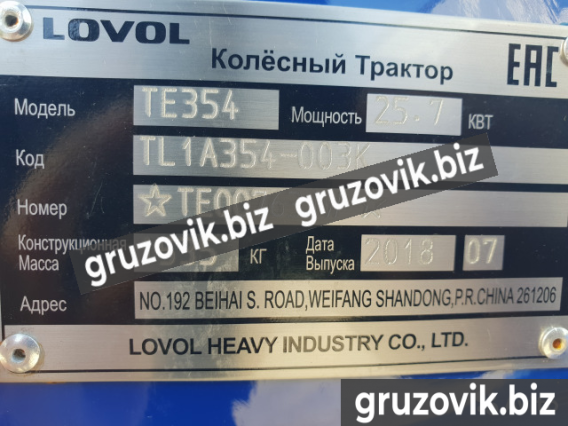 LOVOL
Колёсный Трактор
EAC
Модель TE354 Мощность 25.7 КВТ
Код TL1A354-003K
Номер
gruzovik.biz gruzovik.biz
Конструкционная Масса КГ Дата Выпуска 2018 07
Адрес NO.192 BEIHAI S. ROAD,WEIFANG SHANDONG,P.R.CHINA 261206
LOVOL HEAVY INDUSTRY CO., LTD.
gruzovik.biz